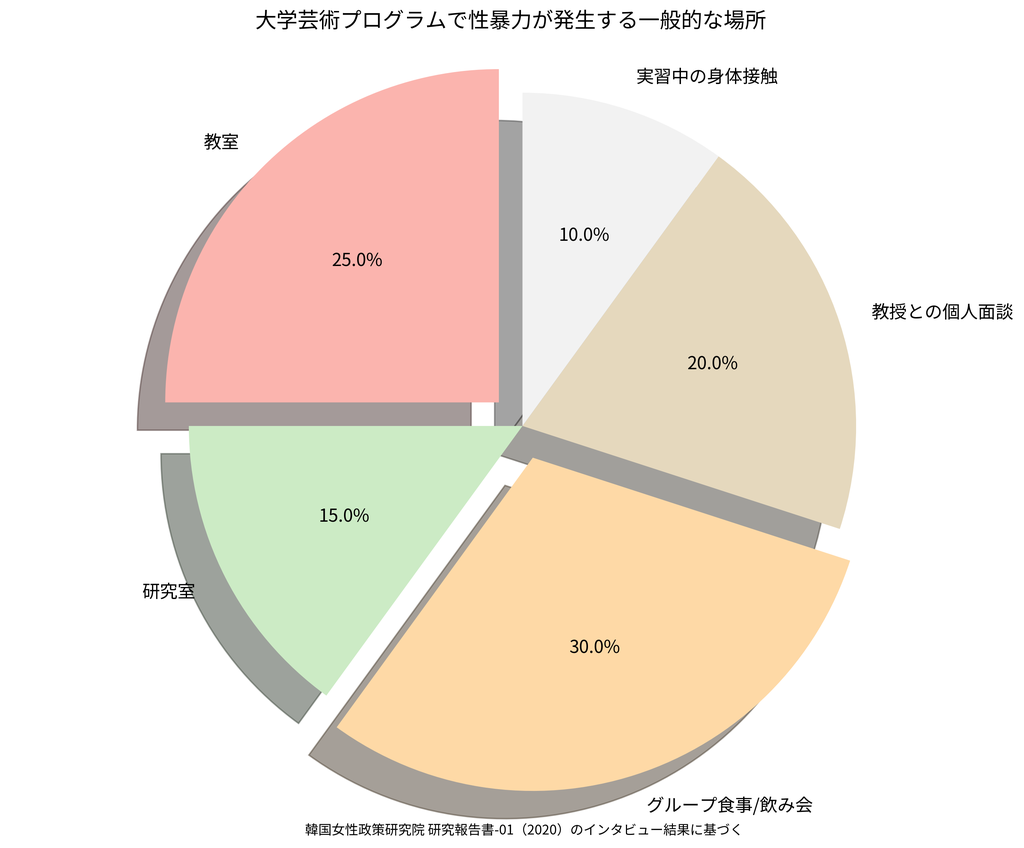 大学芸術プログラムで性暴力が発生する一般的な場所
実習中の身体接触
教室
10.0%
25.0%
教授との個人面談
20.0%
15.0%
研究室
30.0%
グループ食事/飲み会
韓国女性政策研究院 研究報告書-01（2020）のインタビュー結果に基づく